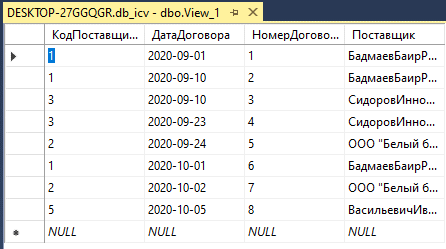 DESKTOP-27GGQGR.db_icv - dbo.View_1
КодПоставщи... ДатаДоговора НомерДогово... Поставщик
1 2020-09-01 1 БадмаевБаирР...
1 2020-09-10 2 БадмаевБаирР...
3 2020-09-10 3 СидоровИнно...
3 2020-09-23 4 СидоровИнно...
2 2020-09-24 5 ООО "Белый б...
1 2020-10-01 6 БадмаевБаирР...
2 2020-10-02 7 ООО "Белый б...
5 2020-10-05 8 ВасильевичИв...
NULL NULL NULL NULL